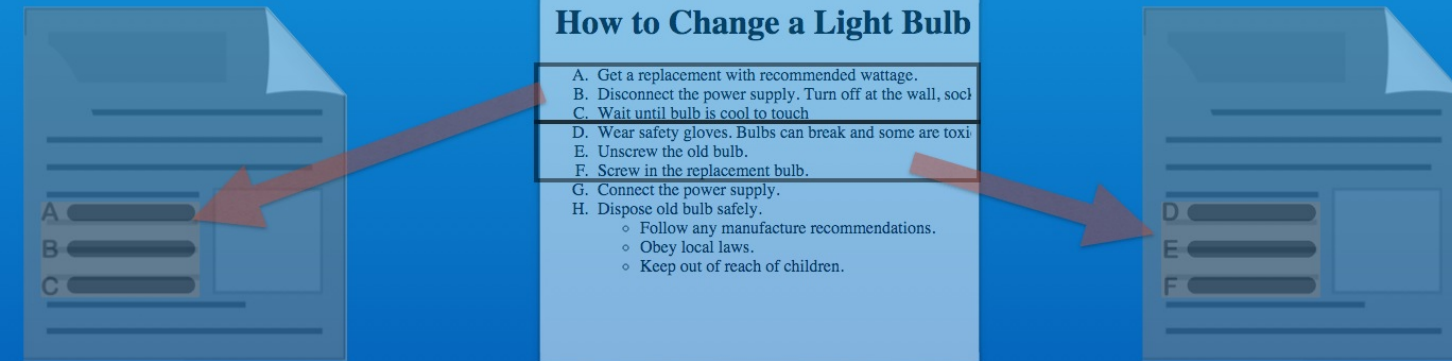 How to Change a Light Bulb
A. Get a replacement with recommended wattage.
B. Disconnect the power supply. Turn off at the wall,
C. Wait until bulb is cool to touch
D. Wear safety gloves. Bulbs can break and some are
E. Unscrew the old bulb.
F. Screw in the replacement bulb.
G. Connect the power supply.
H. Dispose old bulb safely.
Follow any manufacture recommendations.
Obey local laws.
Keep out of reach of children.
A
B
C
D
E
F